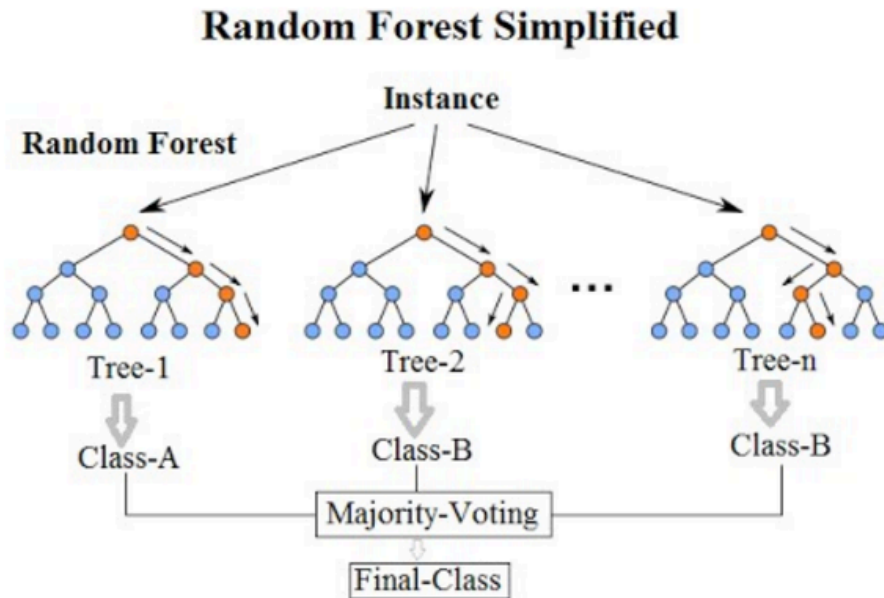 Random Forest Simplified
Instance
Random Forest
...
Tree-1
Tree-2
Tree-n
Class-A
Class-B
Class-B
Majority-Voting
Final-Class